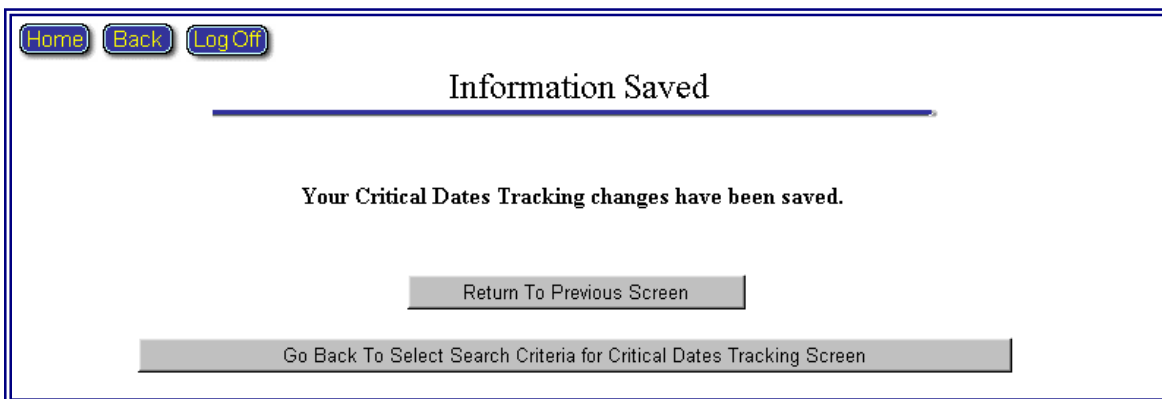 Home Back Log Off
Information Saved
Your Critical Dates Tracking changes have been saved.
Return To Previous Screen
Go Back To Select Search Criteria for Critical Dates Tracking Screen